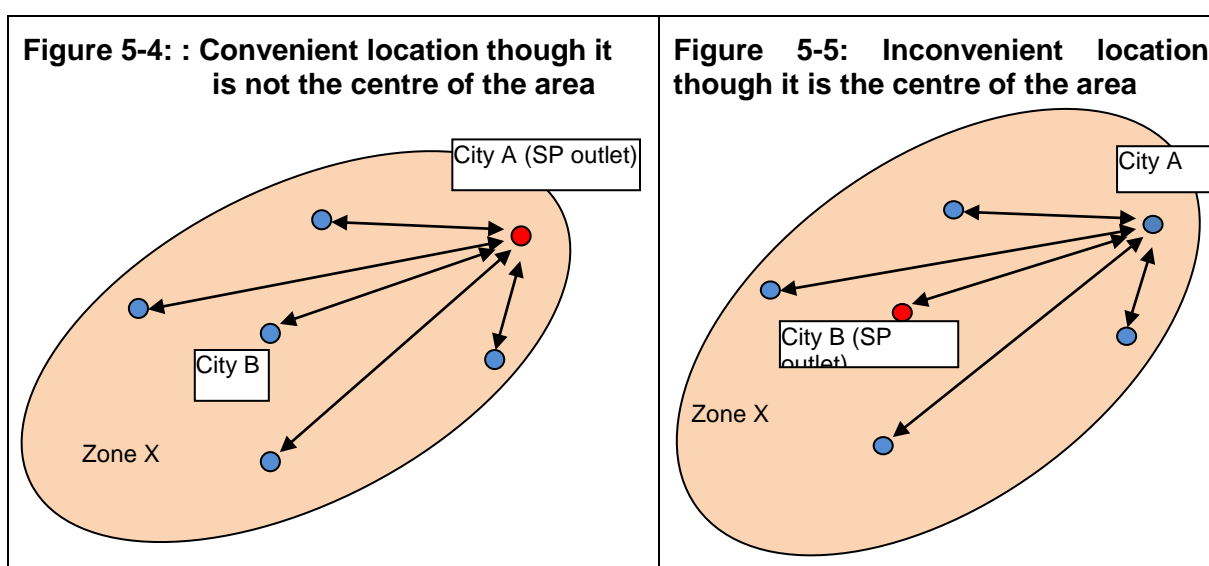 Figure 5-4: : Convenient location though it
is not the centre of the area
City A (SP outlet)
City B
Zone X
Figure 5-5: Inconvenient location
though it is the centre of the area
City A
City B (SP
outlet)
Zone X